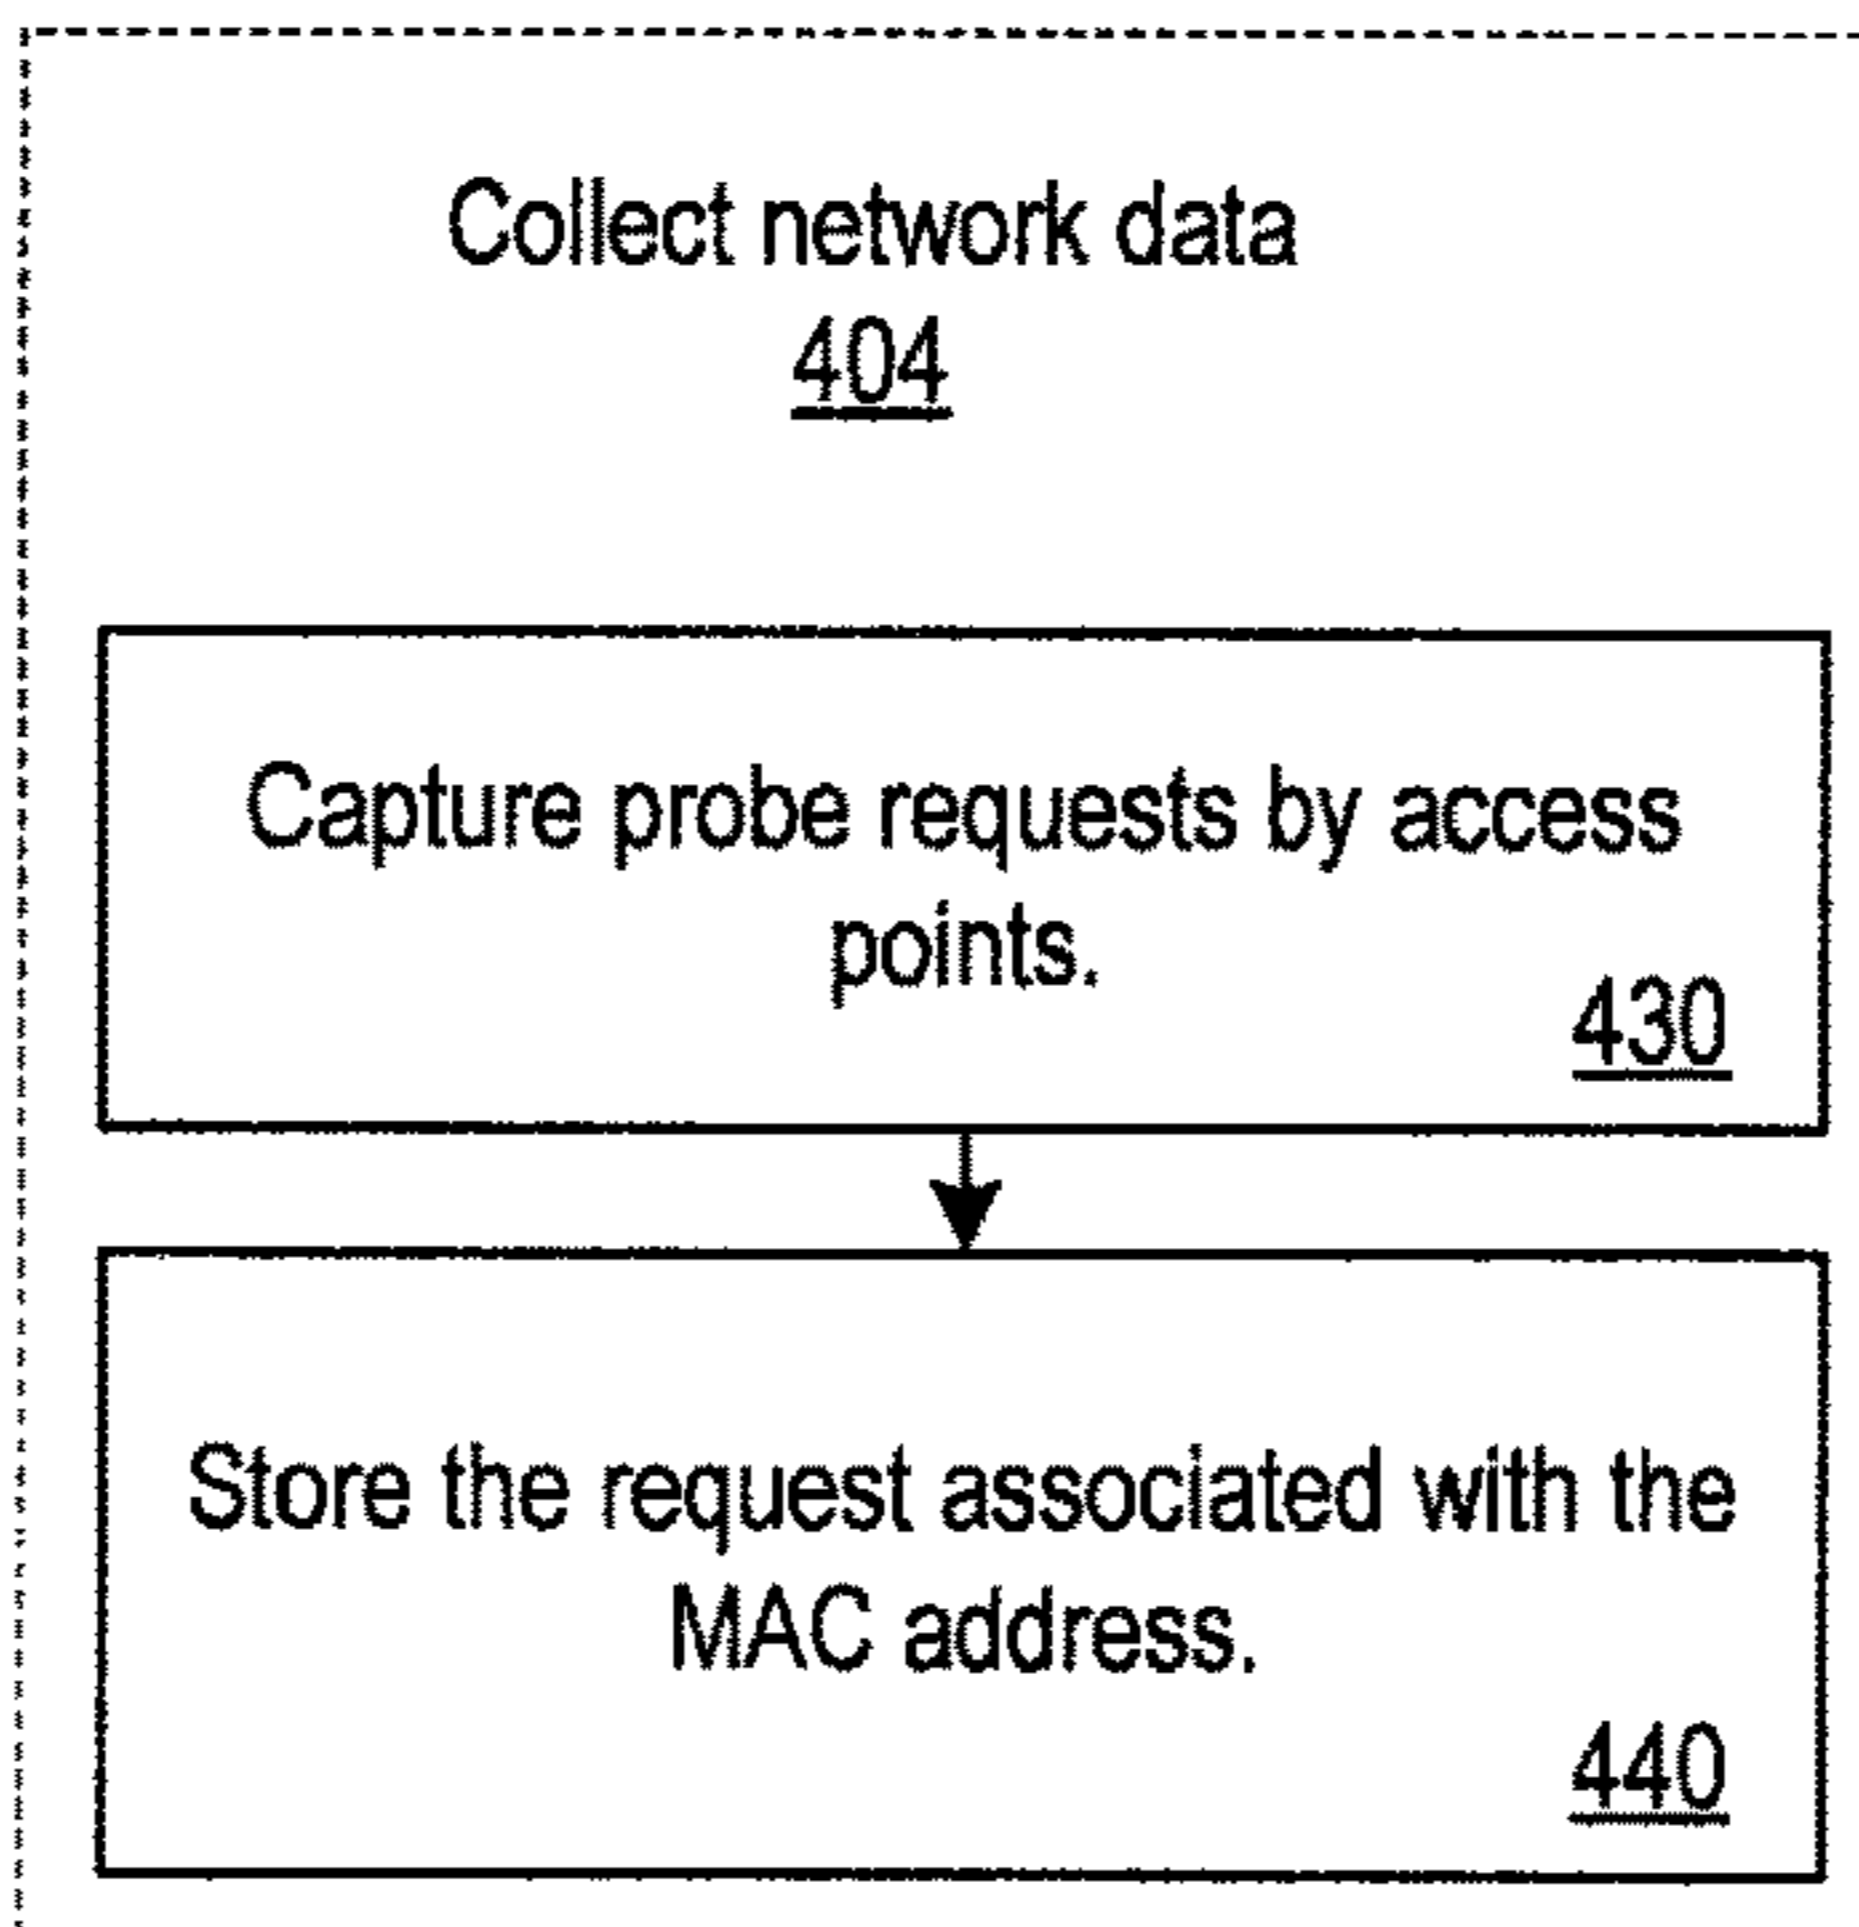 Collect network data
404
Capture probe requests by access
points.
430
Store the request associated with the
MAC address.
440